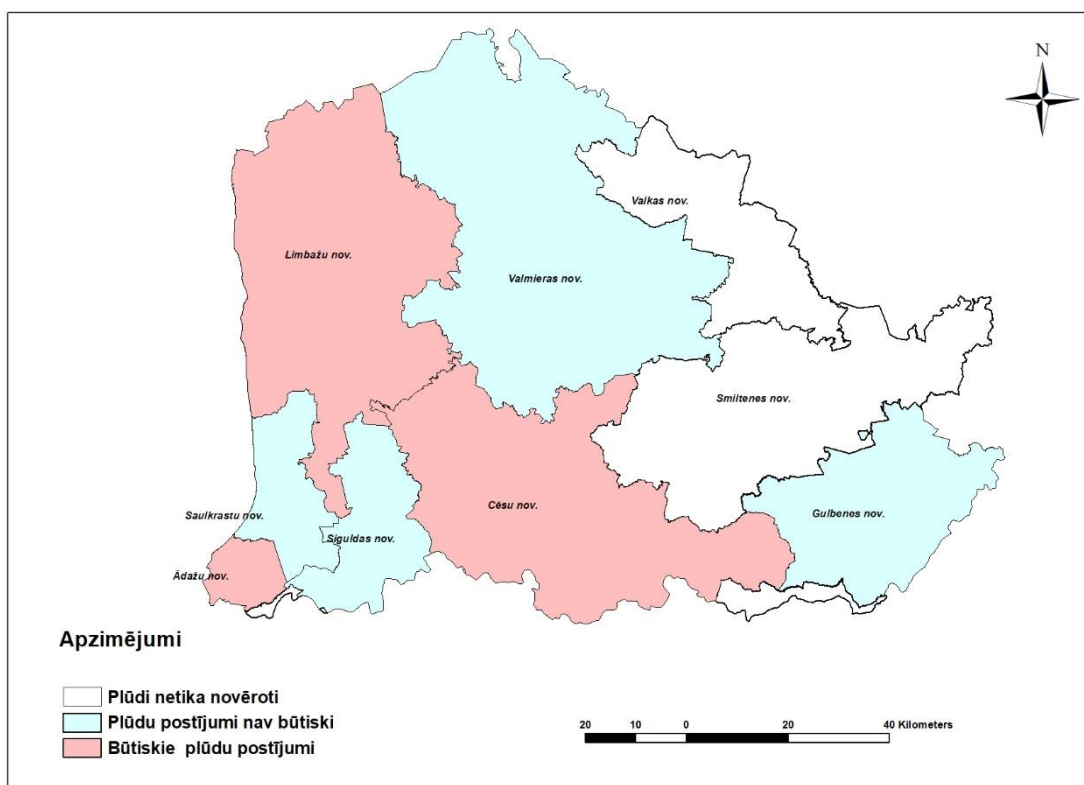 N
Valkas nov.
Limbažu nov.
Valmieras nov.
Smiltenes nov.
Cēsu nov.
Gulbenes nov.
Saulkrastu nov.
Siguldas nov.
Ādažu nov.
Apzīmējumi
Plūdi netika novēroti
Plūdu postījumi nav būtiski
Būtiskie plūdu postījumi
20 10 0 20 40 Kilometers